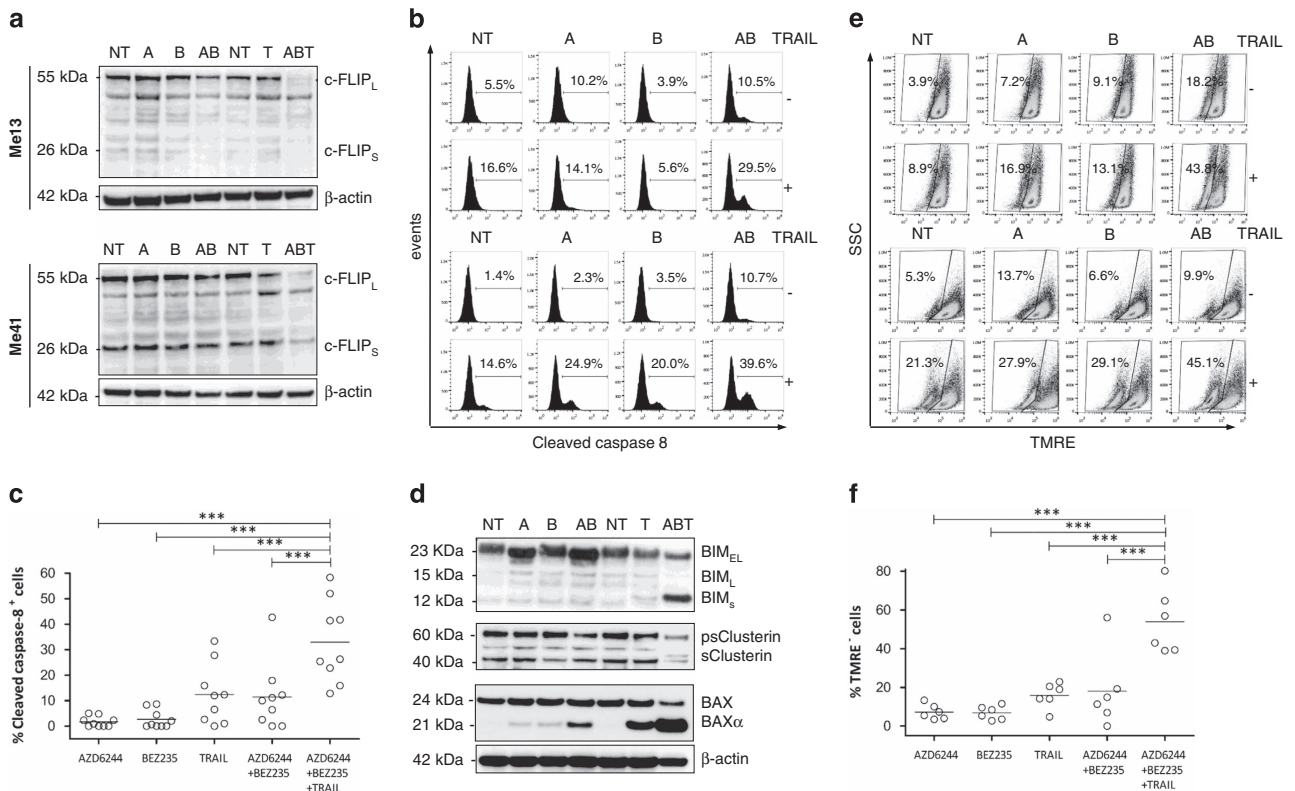 a
NT A B AB NT T ABT
Me13
55 kDa
c-FLIPL
26 kDa
c-FLIPS
42 kDa
β-actin
NT A B AB NT T ABT
Me41
55 kDa
c-FLIPL
26 kDa
c-FLIPS
42 kDa
β-actin
b
NT A B AB TRAIL
5.5% 10.2% 3.9% 10.5% -
16.6% 14.1% 5.6% 29.5% +
NT A B AB TRAIL
1.4% 2.3% 3.5% 10.7% -
14.6% 24.9% 20.0% 39.6% +
events
Cleaved caspase 8
e
NT A B AB TRAIL
3.9% 7.2% 9.1% 18.2% -
8.9% 16.9% 13.1% 43.8% +
NT A B AB TRAIL
5.3% 13.7% 6.6% 9.9% -
21.3% 27.9% 29.1% 45.1% +
SSC
TMRE
c
***
***
***
***
% Cleaved caspase-8 + cells
60
50
40
30
20
10
0
AZD6244 BEZ235 TRAIL AZD6244 +BEZ235 AZD6244 +BEZ235 +TRAIL
d
NT A B AB NT T ABT
23 KDa
BIMEL
15 kDa
BIML
12 kDa
BIMs
60 kDa
psClusterin
sClusterin
40 kDa
24 kDa
BAX
21 kDa
BAXα
42 kDa
β-actin
f
***
***
***
***
% TMRE - cells
80
60
40
20
0
AZD6244 BEZ235 TRAIL AZD6244 +BEZ235 AZD6244 +BEZ235 +TRAIL